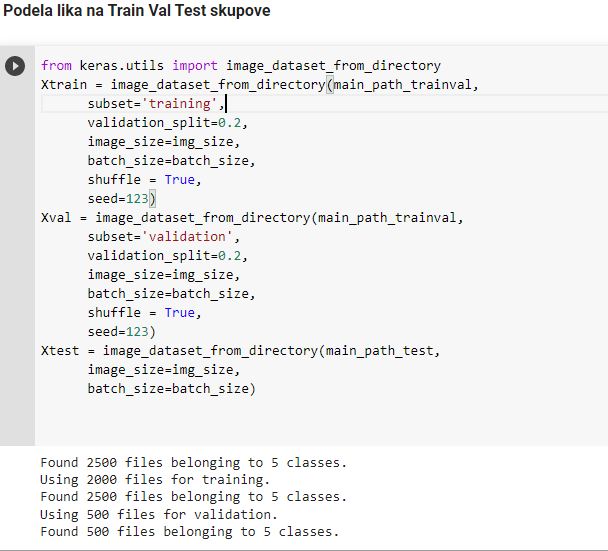 Podela lika na Train Val Test skupove
from keras.utils import image_dataset_from_directory
Xtrain = image_dataset_from_directory(main_path_trainval,
subset='training',
validation_split=0.2,
image_size=img_size,
batch_size=batch_size,
shuffle = True,
seed=123)
Xval = image_dataset_from_directory(main_path_trainval,
subset='validation',
validation_split=0.2,
image_size=img_size,
batch_size=batch_size,
shuffle = True,
seed=123)
Xtest = image_dataset_from_directory(main_path_test,
image_size=img_size,
batch_size=batch_size)
Found 2500 files belonging to 5 classes.
Using 2000 files for training.
Found 2500 files belonging to 5 classes.
Using 500 files for validation.
Found 500 files belonging to 5 classes.